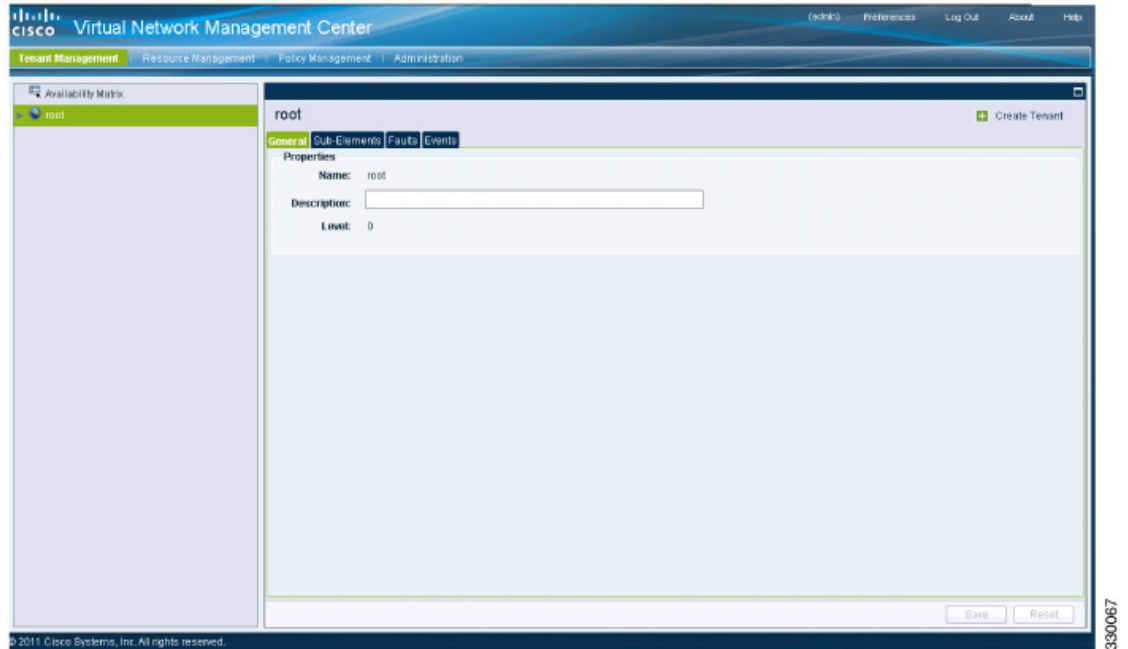 CISCO Virtual Network Management Center
(admin) Preferences Log Out About Help
Tenant Management | Resource Management | Policy Management | Administration
Availability Matrix
root
root
Create Tenant
General Sub-Elements Faults Events
Properties
Name: root
Description:
Level: 0
Save Reset
© 2011 Cisco Systems, Inc. All rights reserved.
330067